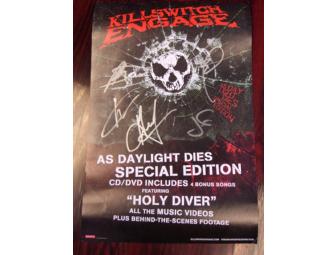 KILLSWITCH
ENGAGE.
AS DAYLIGHT DIES
SPECIAL EDITION
CD/DVD INCLUDES 4 BONUS SONGS
FEATURING
"HOLY DIVER"
ALL THE MUSIC VIDEOS
PLUS BEHIND-THE-SCENES FOOTAGE